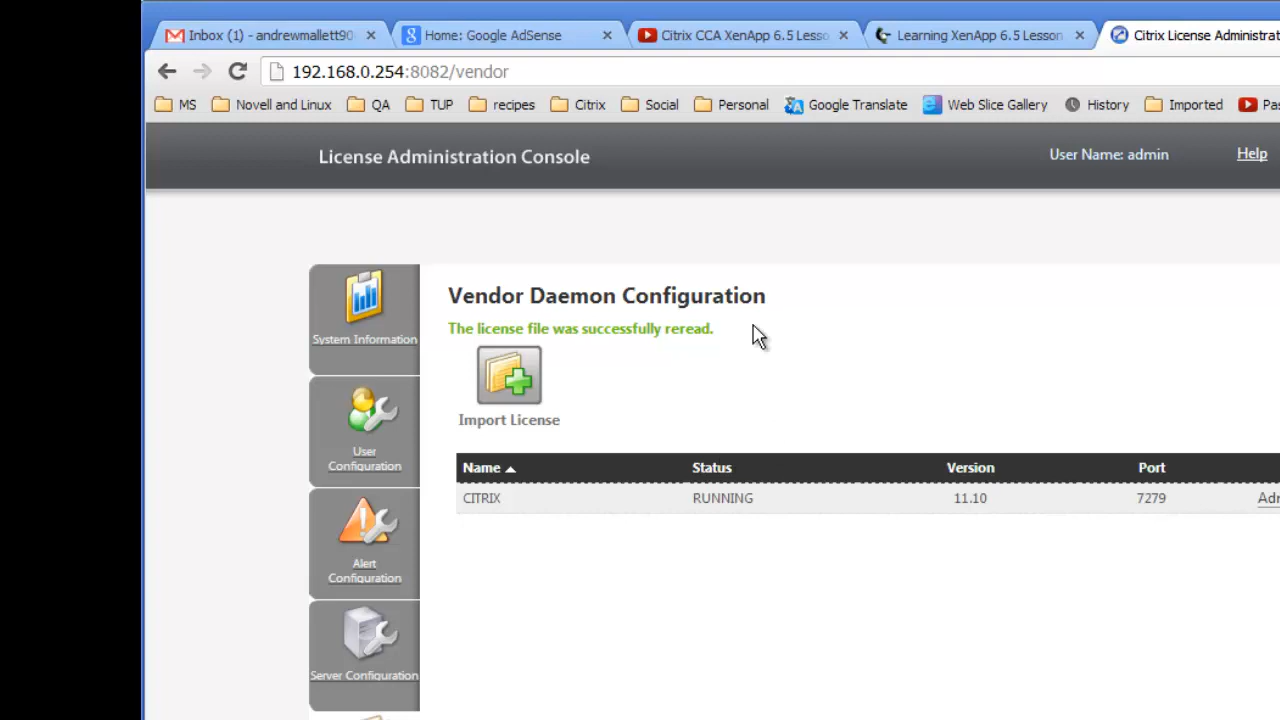 Inbox (1) - andrewmallett90
Home: Google AdSense
Citrix CCA XenApp 6.5 Lesso
Learning XenApp 6.5 Lesson
Citrix License Administrat
192.168.0.254:8082/vendor
MS
Novell and Linux
QA
TUP
recipes
Citrix
Social
Personal
Google Translate
Web Slice Gallery
History
Imported
Pas
License Administration Console
User Name: admin
Help
System Information
User
Configuration
Alert
Configuration
Server Configuration
Vendor Daemon Configuration
The license file was successfully reread.
Import License
Name Status Version Port
CITRIX RUNNING 11.10 7279 Adr